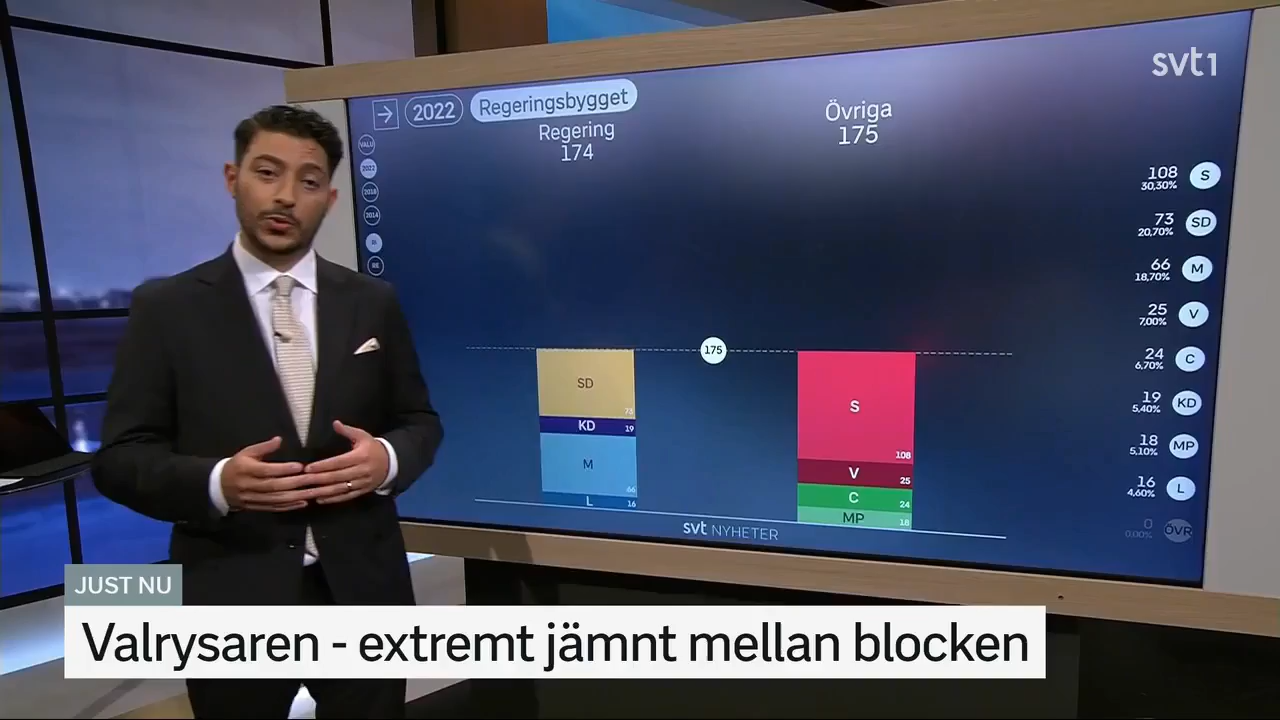 svt1
2022
Regeringsbygget
Regering
174
Övriga
175
VALU
2022
2018
2014
RE
108
30,30%
S
73
20,70%
SD
66
18,70%
M
25
7,00%
V
24
6,70%
C
19
5,40%
KD
18
5,10%
MP
16
4,60%
L
0
0,00%
ÖVR
175
SD
73
KD
19
M
66
L
16
S
108
V
25
C
24
MP
18
svt NYHETER
JUST NU
Valrysaren - extremt jämnt mellan blocken